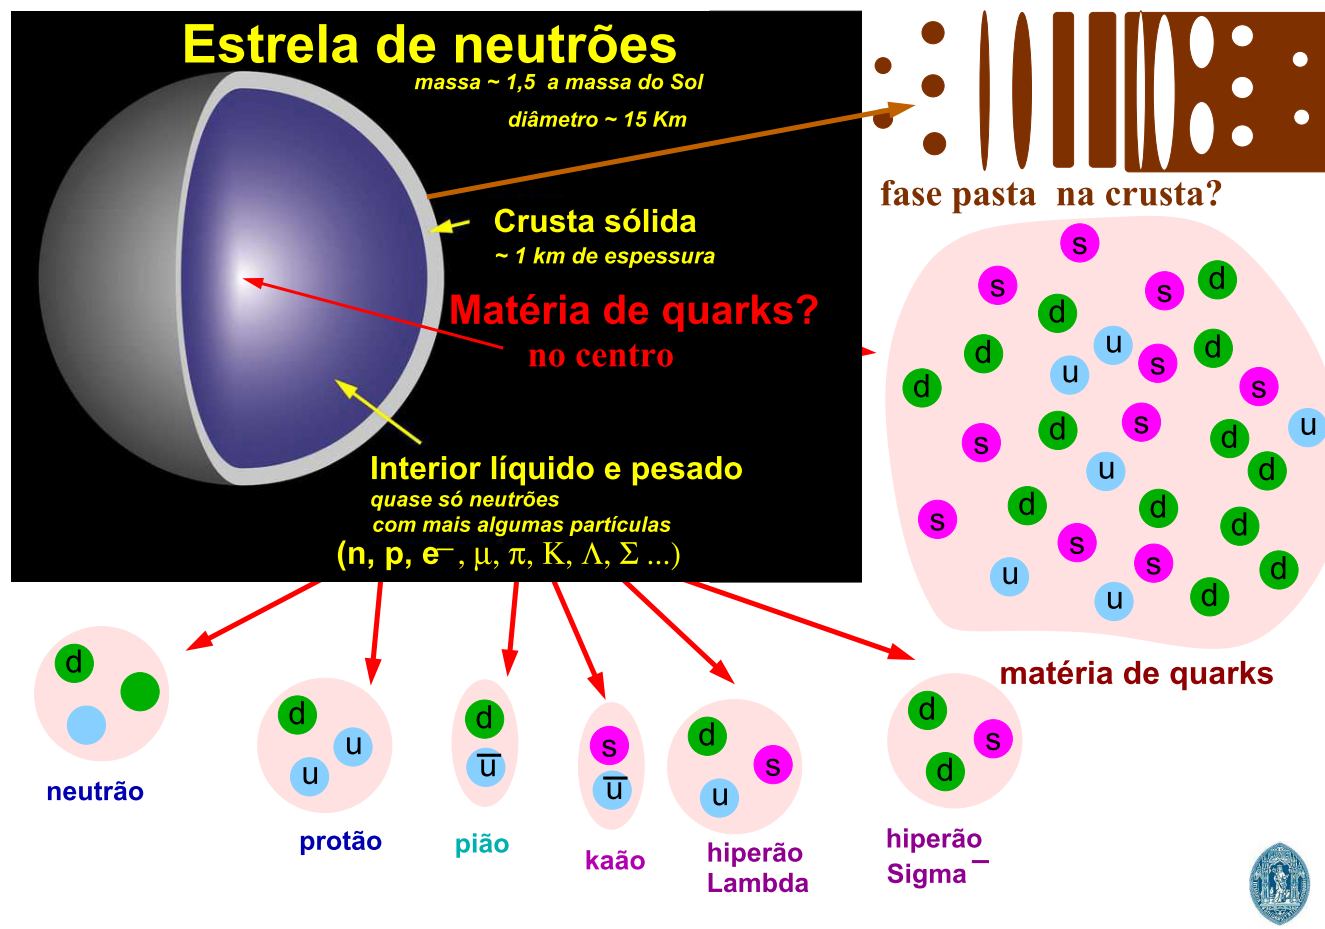 Estrela de neutrões
massa ~ 1,5 a massa do Sol
diâmetro ~ 15 Km
fase pasta na crusta?
Crusta sólida
~ 1 km de espessura
Matéria de quarks?
no centro
Interior líquido e pesado
quase só neutrões
com mais algumas partículas
(n, p, e⁻, μ, π, K, Λ, Σ ...)
s
s
s
d
d
u
d
d
u
s
d
s
s
d
s
u
d
u
d
s
d
d
d
s
s
d
u
u
d
matéria de quarks
d
neutrão
d
u
u
protão
d
u̅
pião
s
u̅
kaão
d
s
u
hiperão
Lambda
d
s
d
hiperão
Sigma⁻